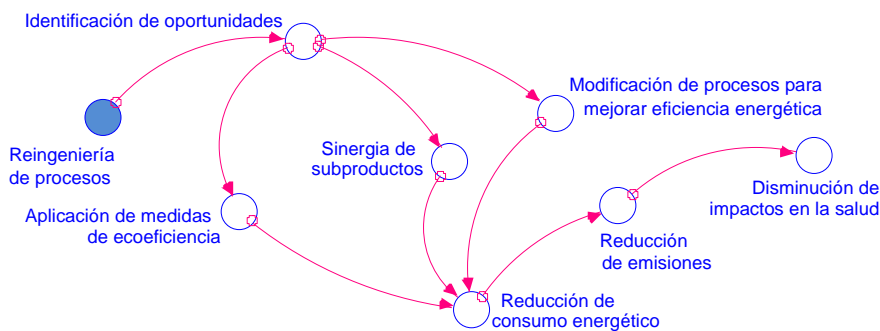 Identificación de oportunidades
Modificación de procesos para
mejorar eficiencia energética
Reingeniería
de procesos
Sinergia de
subproductos
Disminución de
impactos en la salud
Aplicación de medidas
de ecoeficiencia
Reducción
de emisiones
Reducción de
consumo energético